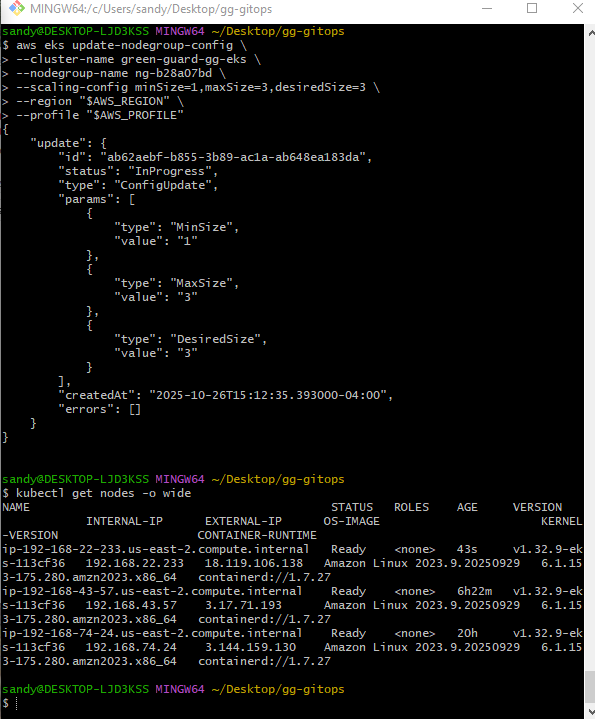 MINGW64:/c/Users/sandy/Desktop/gg-gitops
sandy@DESKTOP-LJD3KSS MINGW64 ~/Desktop/gg-gitops
$ aws eks update-nodegroup-config \
> --cluster-name green-guard-gg-eks \
> --nodegroup-name ng-b28a07bd \
> --scaling-config minSize=1,maxSize=3,desiredSize=3 \
> --region "$AWS_REGION" \
> --profile "$AWS_PROFILE"
{
    "update": {
        "id": "ab62aebf-b855-3b89-ac1a-ab648ea183da",
        "status": "InProgress",
        "type": "ConfigUpdate",
        "params": [
            {
                "type": "MinSize",
                "value": "1"
            },
            {
                "type": "MaxSize",
                "value": "3"
            },
            {
                "type": "DesiredSize",
                "value": "3"
            }
        ],
        "createdAt": "2025-10-26T15:12:35.393000-04:00",
        "errors": []
    }
}
sandy@DESKTOP-LJD3KSS MINGW64 ~/Desktop/gg-gitops
$ kubectl get nodes -o wide
NAME                                          STATUS   ROLES    AGE     VERSION
            INTERNAL-IP      EXTERNAL-IP      OS-IMAGE                       KERNEL
-VERSION                    CONTAINER-RUNTIME
ip-192-168-22-233.us-east-2.compute.internal   Ready    <none>   43s     v1.32.9-ek
s-113cf36   192.168.22.233   18.119.106.138   Amazon Linux 2023.9.20250929   6.1.15
3-175.280.amzn2023.x86_64   containerd://1.7.27
ip-192-168-43-57.us-east-2.compute.internal    Ready    <none>   6h22m   v1.32.9-ek
s-113cf36   192.168.43.57    3.17.71.193      Amazon Linux 2023.9.20250929   6.1.15
3-175.280.amzn2023.x86_64   containerd://1.7.27
ip-192-168-74-24.us-east-2.compute.internal    Ready    <none>   20h     v1.32.9-ek
s-113cf36   192.168.74.24    3.144.159.130    Amazon Linux 2023.9.20250929   6.1.15
3-175.280.amzn2023.x86_64   containerd://1.7.27
sandy@DESKTOP-LJD3KSS MINGW64 ~/Desktop/gg-gitops
$